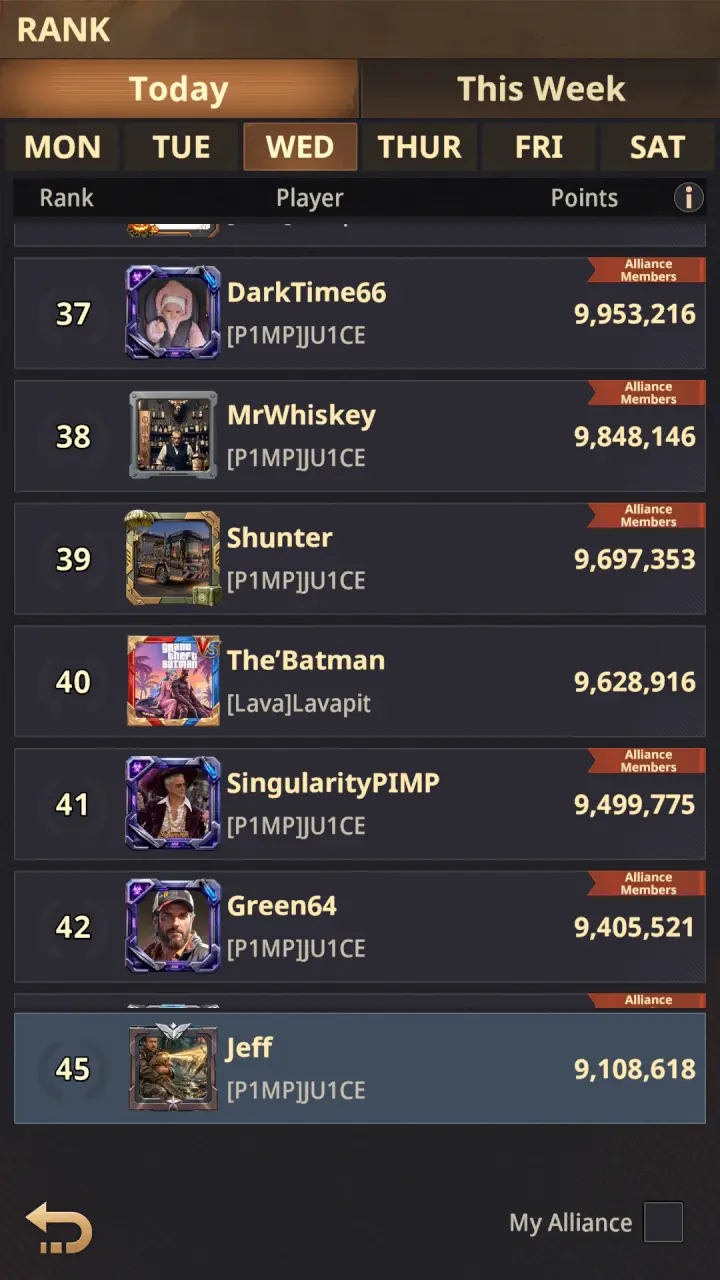 RANK
Today
This Week
MON
TUE
WED
THUR
FRI
SAT
Rank
Player
Points
37
DarkTime66
[P1MP]JU1CE
Alliance
Members
9,953,216
38
MrWhiskey
[P1MP]JU1CE
Alliance
Members
9,848,146
39
Shunter
[P1MP]JU1CE
Alliance
Members
9,697,353
40
grand
theft
BATMAN
VS
The’Batman
[Lava]Lavapit
9,628,916
41
SingularityPIMP
[P1MP]JU1CE
Alliance
Members
9,499,775
42
Green64
[P1MP]JU1CE
Alliance
Members
9,405,521
Alliance
45
Jeff
[P1MP]JU1CE
9,108,618
My Alliance